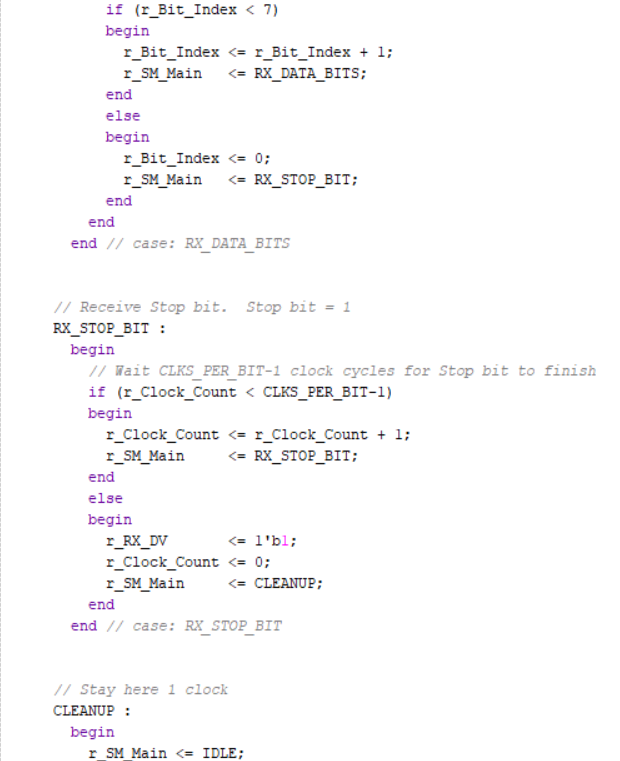 if (r_Bit_Index < 7)
begin
r_Bit_Index <= r_Bit_Index + 1;
r_SM_Main <= RX_DATA_BITS;
end
else
begin
r_Bit_Index <= 0;
r_SM_Main <= RX_STOP_BIT;
end
end
end // case: RX_DATA_BITS
// Receive Stop bit. Stop bit = 1
RX_STOP_BIT :
begin
// Wait CLKS_PER_BIT-1 clock cycles for Stop bit to finish
if (r_Clock_Count < CLKS_PER_BIT-1)
begin
r_Clock_Count <= r_Clock_Count + 1;
r_SM_Main <= RX_STOP_BIT;
end
else
begin
r_RX_DV <= 1'b1;
r_Clock_Count <= 0;
r_SM_Main <= CLEANUP;
end
end // case: RX_STOP_BIT
// Stay here 1 clock
CLEANUP :
begin
r_SM_Main <= IDLE;